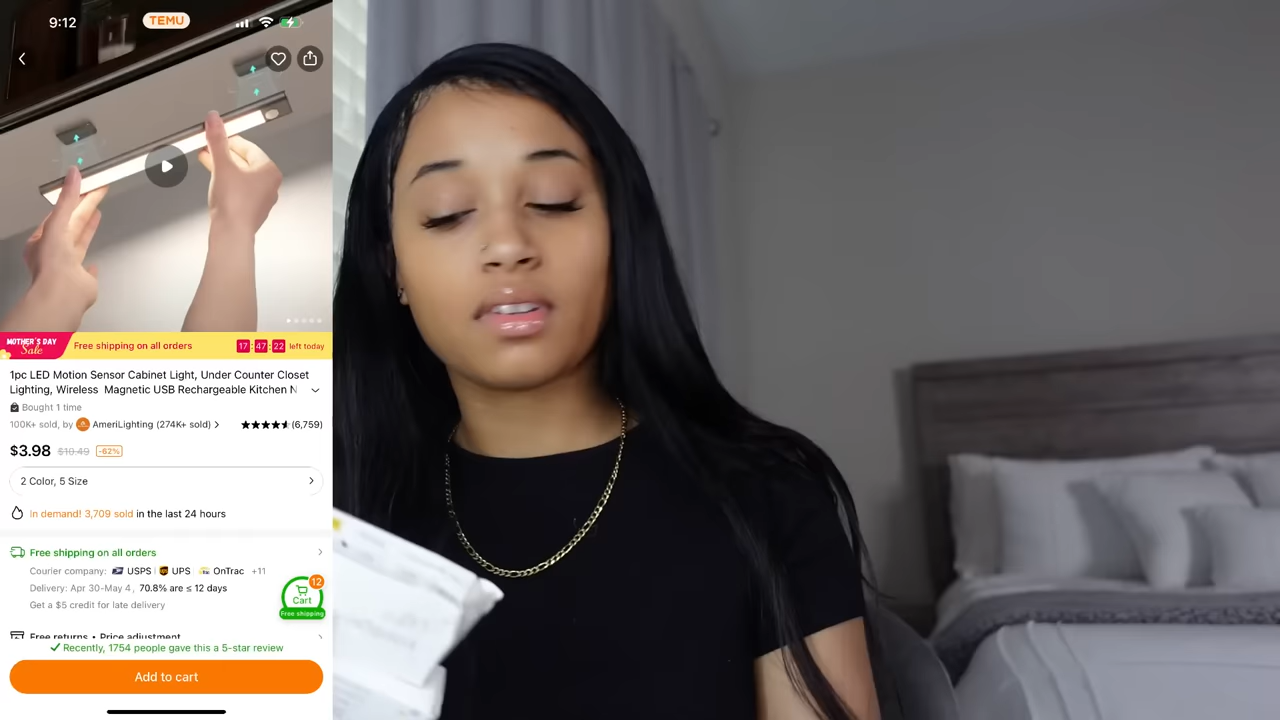 9:12
TEMU
MOTHER'S DAY
Sale
Free shipping on all orders
17:47:22 left today
1pc LED Motion Sensor Cabinet Light, Under Counter Closet
Lighting, Wireless Magnetic USB Rechargeable Kitchen N
Bought 1 time
100K+ sold, by AmeriLighting (274K+ sold)
(6,759)
$3.98 $10.49 -62%
2 Color, 5 Size
In demand! 3,709 sold in the last 24 hours
Free shipping on all orders
Courier company: USPS UPS OnTrac +11
Delivery: Apr 30-May 4, 70.8% are ≤ 12 days
Get a $5 credit for late delivery
12
Cart
Free shipping
Free returns • Price adjustment
Recently, 1754 people gave this a 5-star review
Add to cart